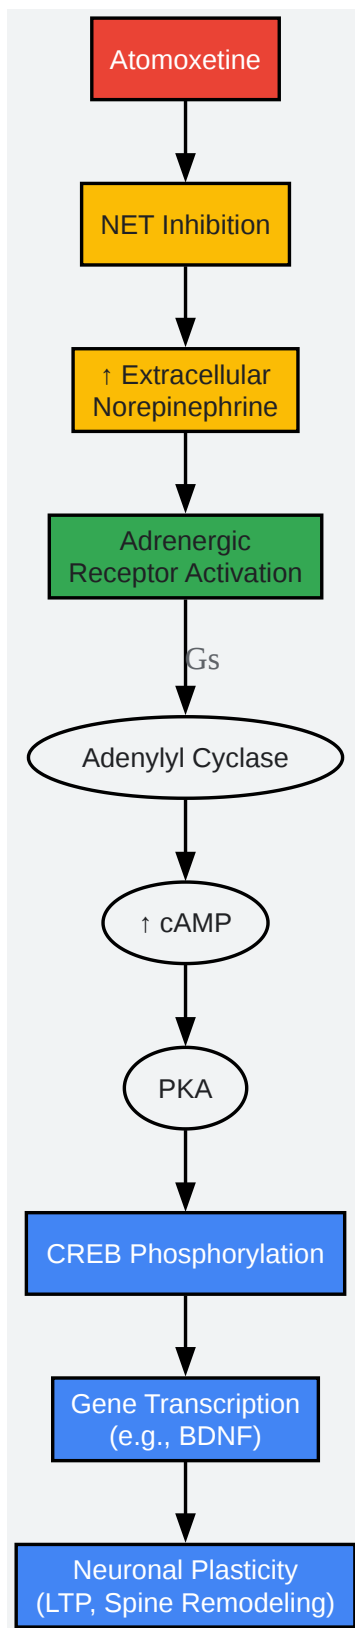 Atomoxetine
NET Inhibition
↑ Extracellular
Norepinephrine
Adrenergic
Receptor Activation
Gs
Adenylyl Cyclase
↑ cAMP
PKA
CREB Phosphorylation
Gene Transcription
(e.g., BDNF)
Neuronal Plasticity
(LTP, Spine Remodeling)